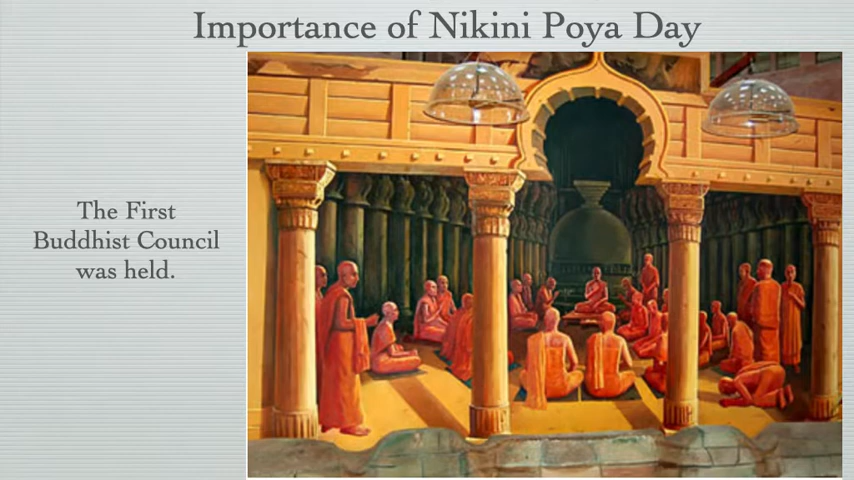 Importance of Nikini Poya Day
The First
Buddhist Council
was held.